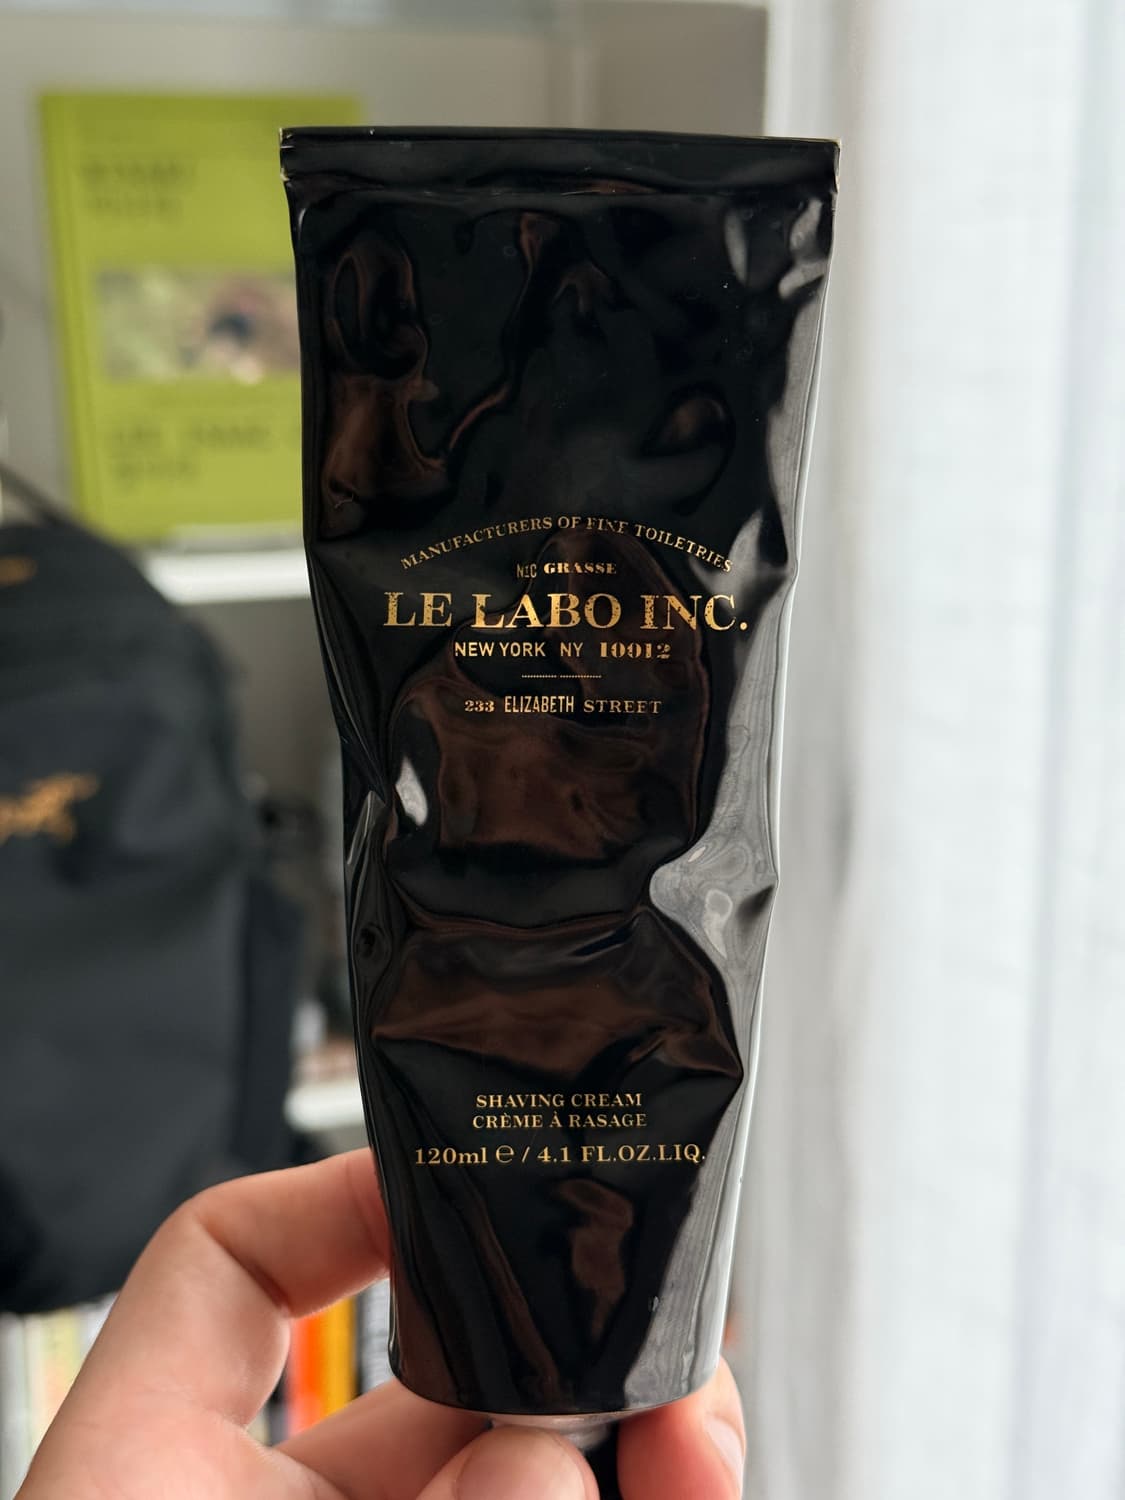 MANUFACTURERS OF FINE TOILETRIES
NYC GRASSE
LE LABO INC.
NEW YORK NY 10012
233 ELIZABETH STREET
SHAVING CREAM
CRÈME À RASAGE
120ml ℮ / 4.1 FL.OZ.LIQ.